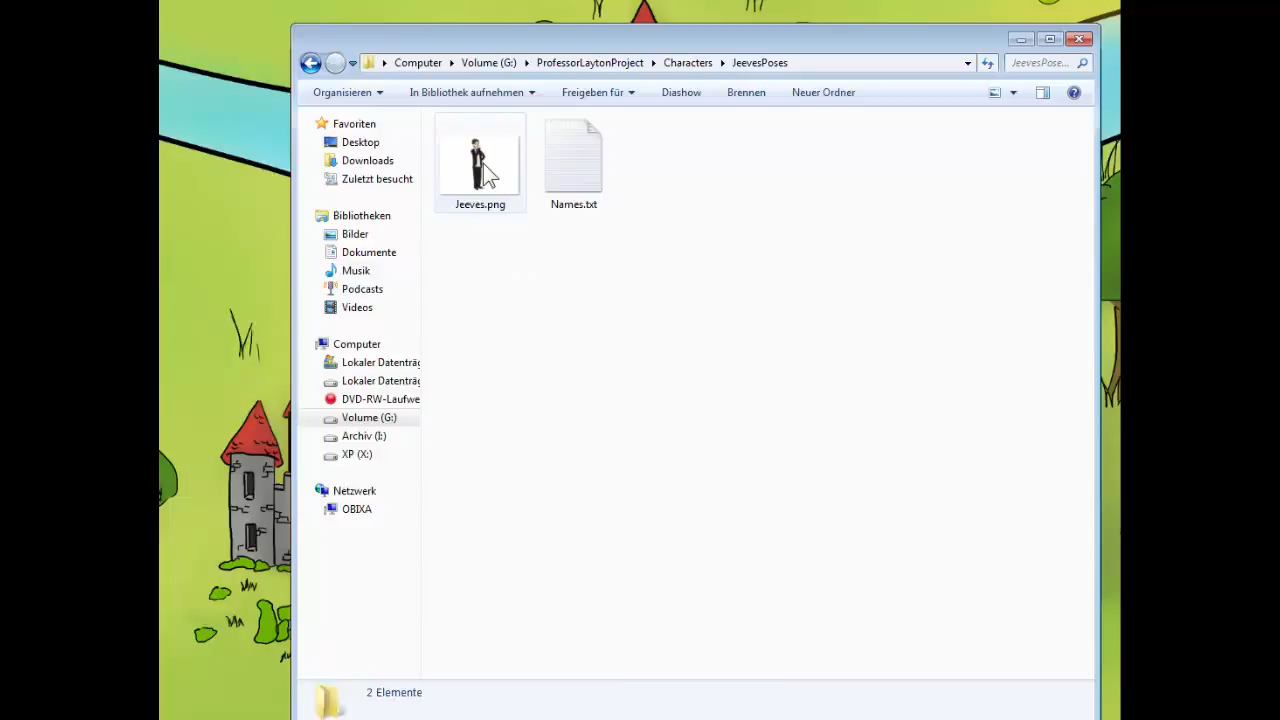 Computer Volume (G:) ProfessorLaytonProject Characters JeevesPoses JeevesPose...
Organisieren In Bibliothek aufnehmen Freigeben für Diashow Brennen Neuer Ordner
Favoriten
Desktop
Downloads
Zuletzt besucht
Bibliotheken
Bilder
Dokumente
Musik
Podcasts
Videos
Computer
Lokaler Datenträg
Lokaler Datenträg
DVD-RW-Laufwe
Volume (G:)
Archiv (I:)
XP (X:)
Netzwerk
OBIXA
Jeeves.png
Names.txt
2 Elemente